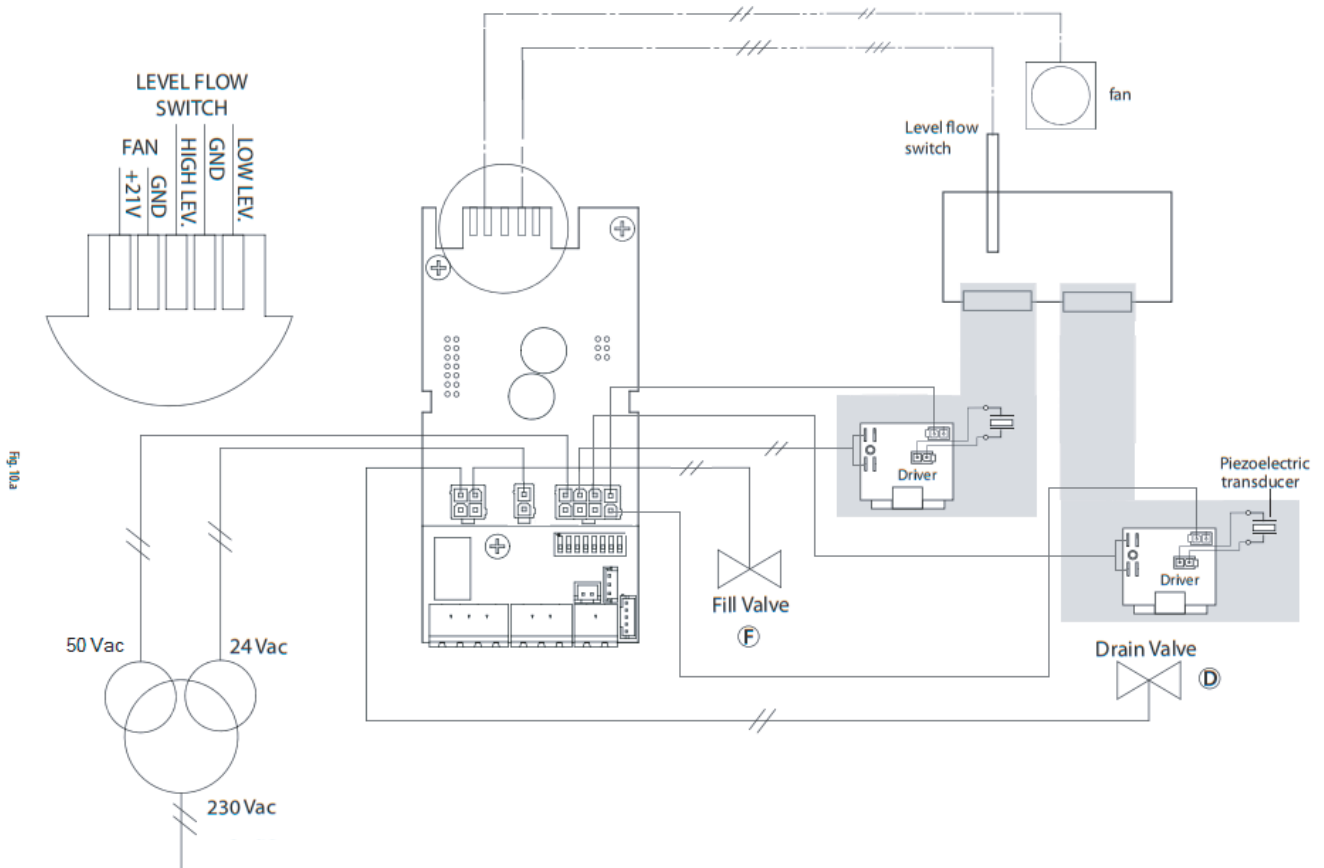 LEVEL FLOW
SWITCH
FAN
+21V
GND
HIGH LEV.
GND
LOW LEV.
fan
Level flow
switch
Driver
Piezoelectric
transducer
Driver
Fill Valve
F
Drain Valve
D
50 Vac
24 Vac
230 Vac
Fig. 10.a